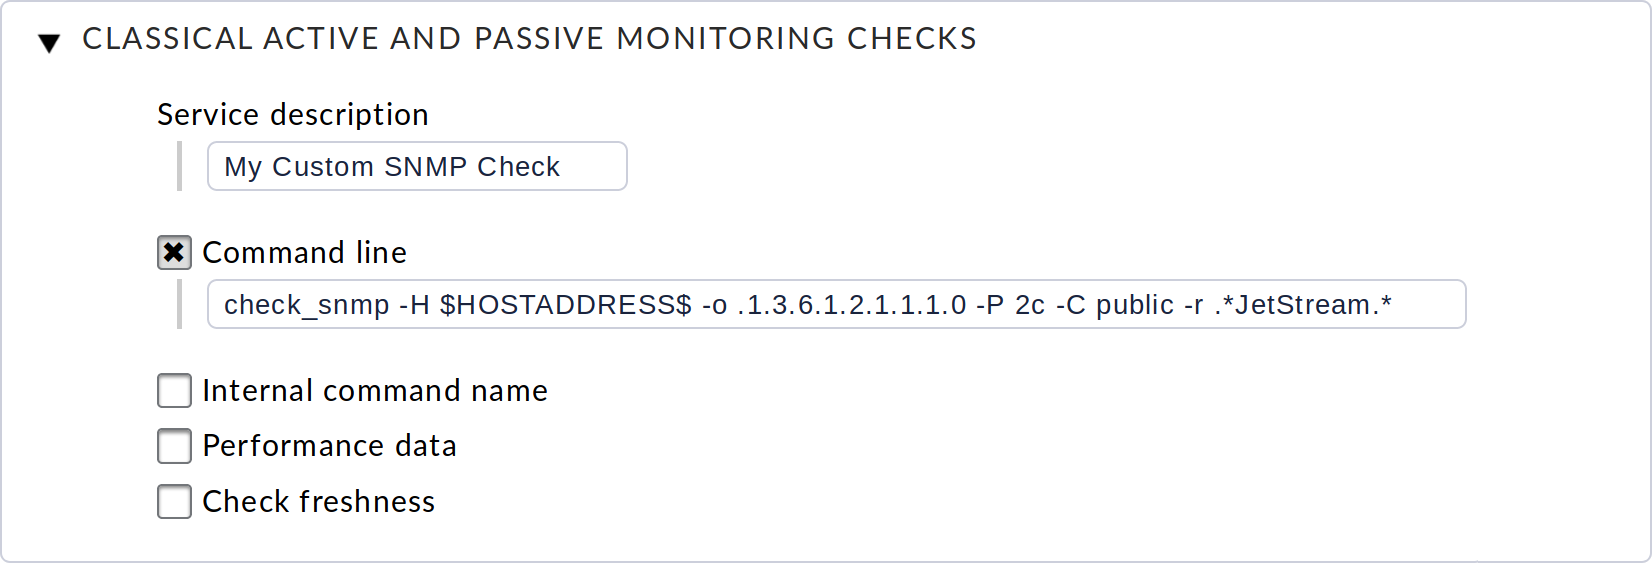 CLASSICAL ACTIVE AND PASSIVE MONITORING CHECKS
Service description
My Custom SNMP Check
Command line
check_snmp -H $HOSTADDRESS$ -o .1.3.6.1.2.1.1.1.0 -P 2c -C public -r .*JetStream.*
Internal command name
Performance data
Check freshness